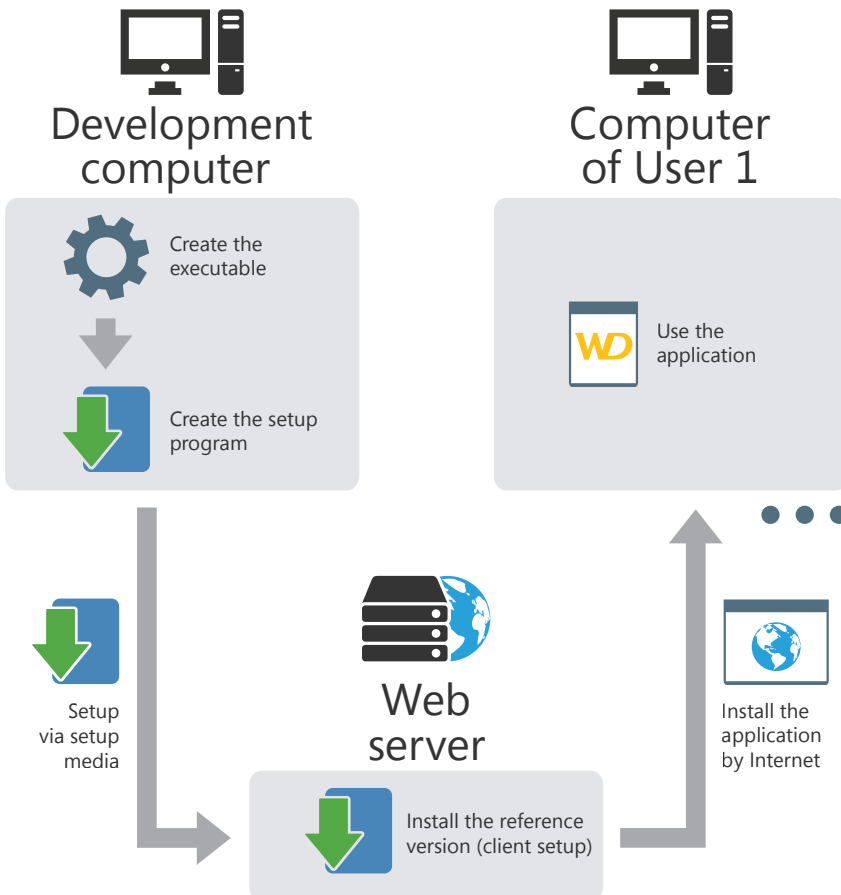 Development
computer
Create the
executable
Create the setup
program
Computer
of User 1
WD
Use the
application
Setup
via setup
media
Web
server
Install the reference
version (client setup)
Install the
application
by Internet